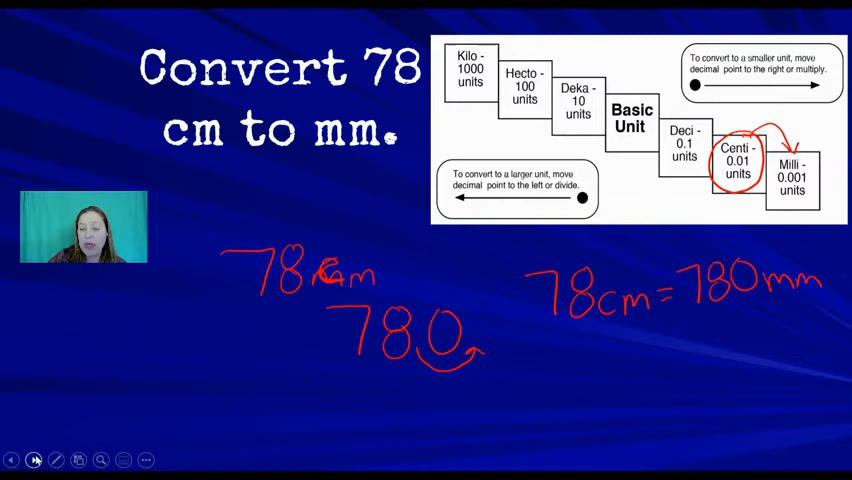 Convert 78
cm to mm.
Kilo -
1000
units
Hecto -
100
units
Deka -
10
units
Basic
Unit
Deci -
0.1
units
Centi -
0.01
units
Milli -
0.001
units
To convert to a smaller unit, move
decimal point to the right or multiply.
To convert to a larger unit, move
decimal point to the left or divide.
78 cm
780
78cm = 780mm